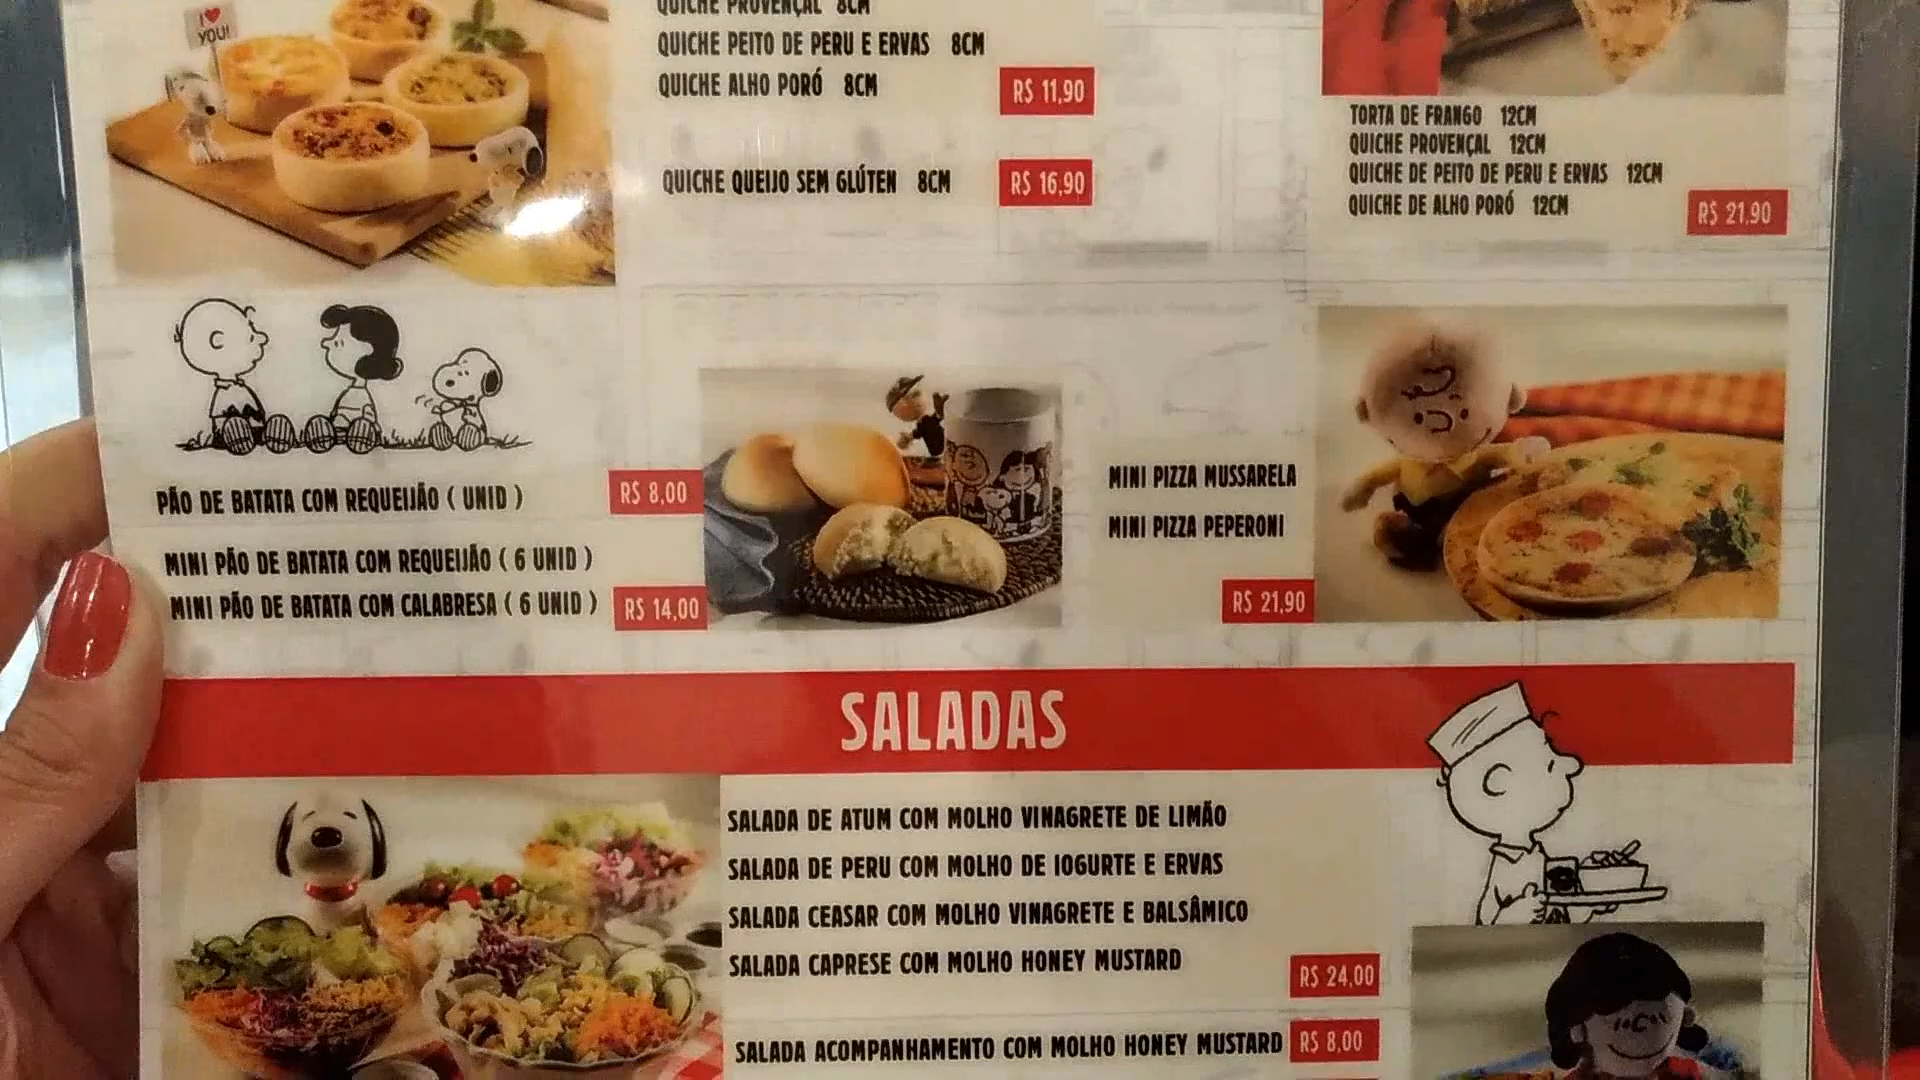 I ♥
YOU!
QUICHE PROVENÇAL 8CM
QUICHE PEITO DE PERU E ERVAS 8CM
QUICHE ALHO PORÓ 8CM
R$ 11,90
QUICHE QUEIJO SEM GLÚTEN 8CM
R$ 16,90
TORTA DE FRANGO 12CM
QUICHE PROVENÇAL 12CM
QUICHE DE PEITO DE PERU E ERVAS 12CM
QUICHE DE ALHO PORÓ 12CM
R$ 21,90
PÃO DE BATATA COM REQUEIJÃO ( UNID )
R$ 8,00
MINI PÃO DE BATATA COM REQUEIJÃO ( 6 UNID )
MINI PÃO DE BATATA COM CALABRESA ( 6 UNID )
R$ 14,00
MINI PIZZA MUSSARELA
MINI PIZZA PEPERONI
R$ 21,90
SALADAS
SALADA DE ATUM COM MOLHO VINAGRETE DE LIMÃO
SALADA DE PERU COM MOLHO DE IOGURTE E ERVAS
SALADA CEASAR COM MOLHO VINAGRETE E BALSÂMICO
SALADA CAPRESE COM MOLHO HONEY MUSTARD
R$ 24,00
SALADA ACOMPANHAMENTO COM MOLHO HONEY MUSTARD
R$ 8,00